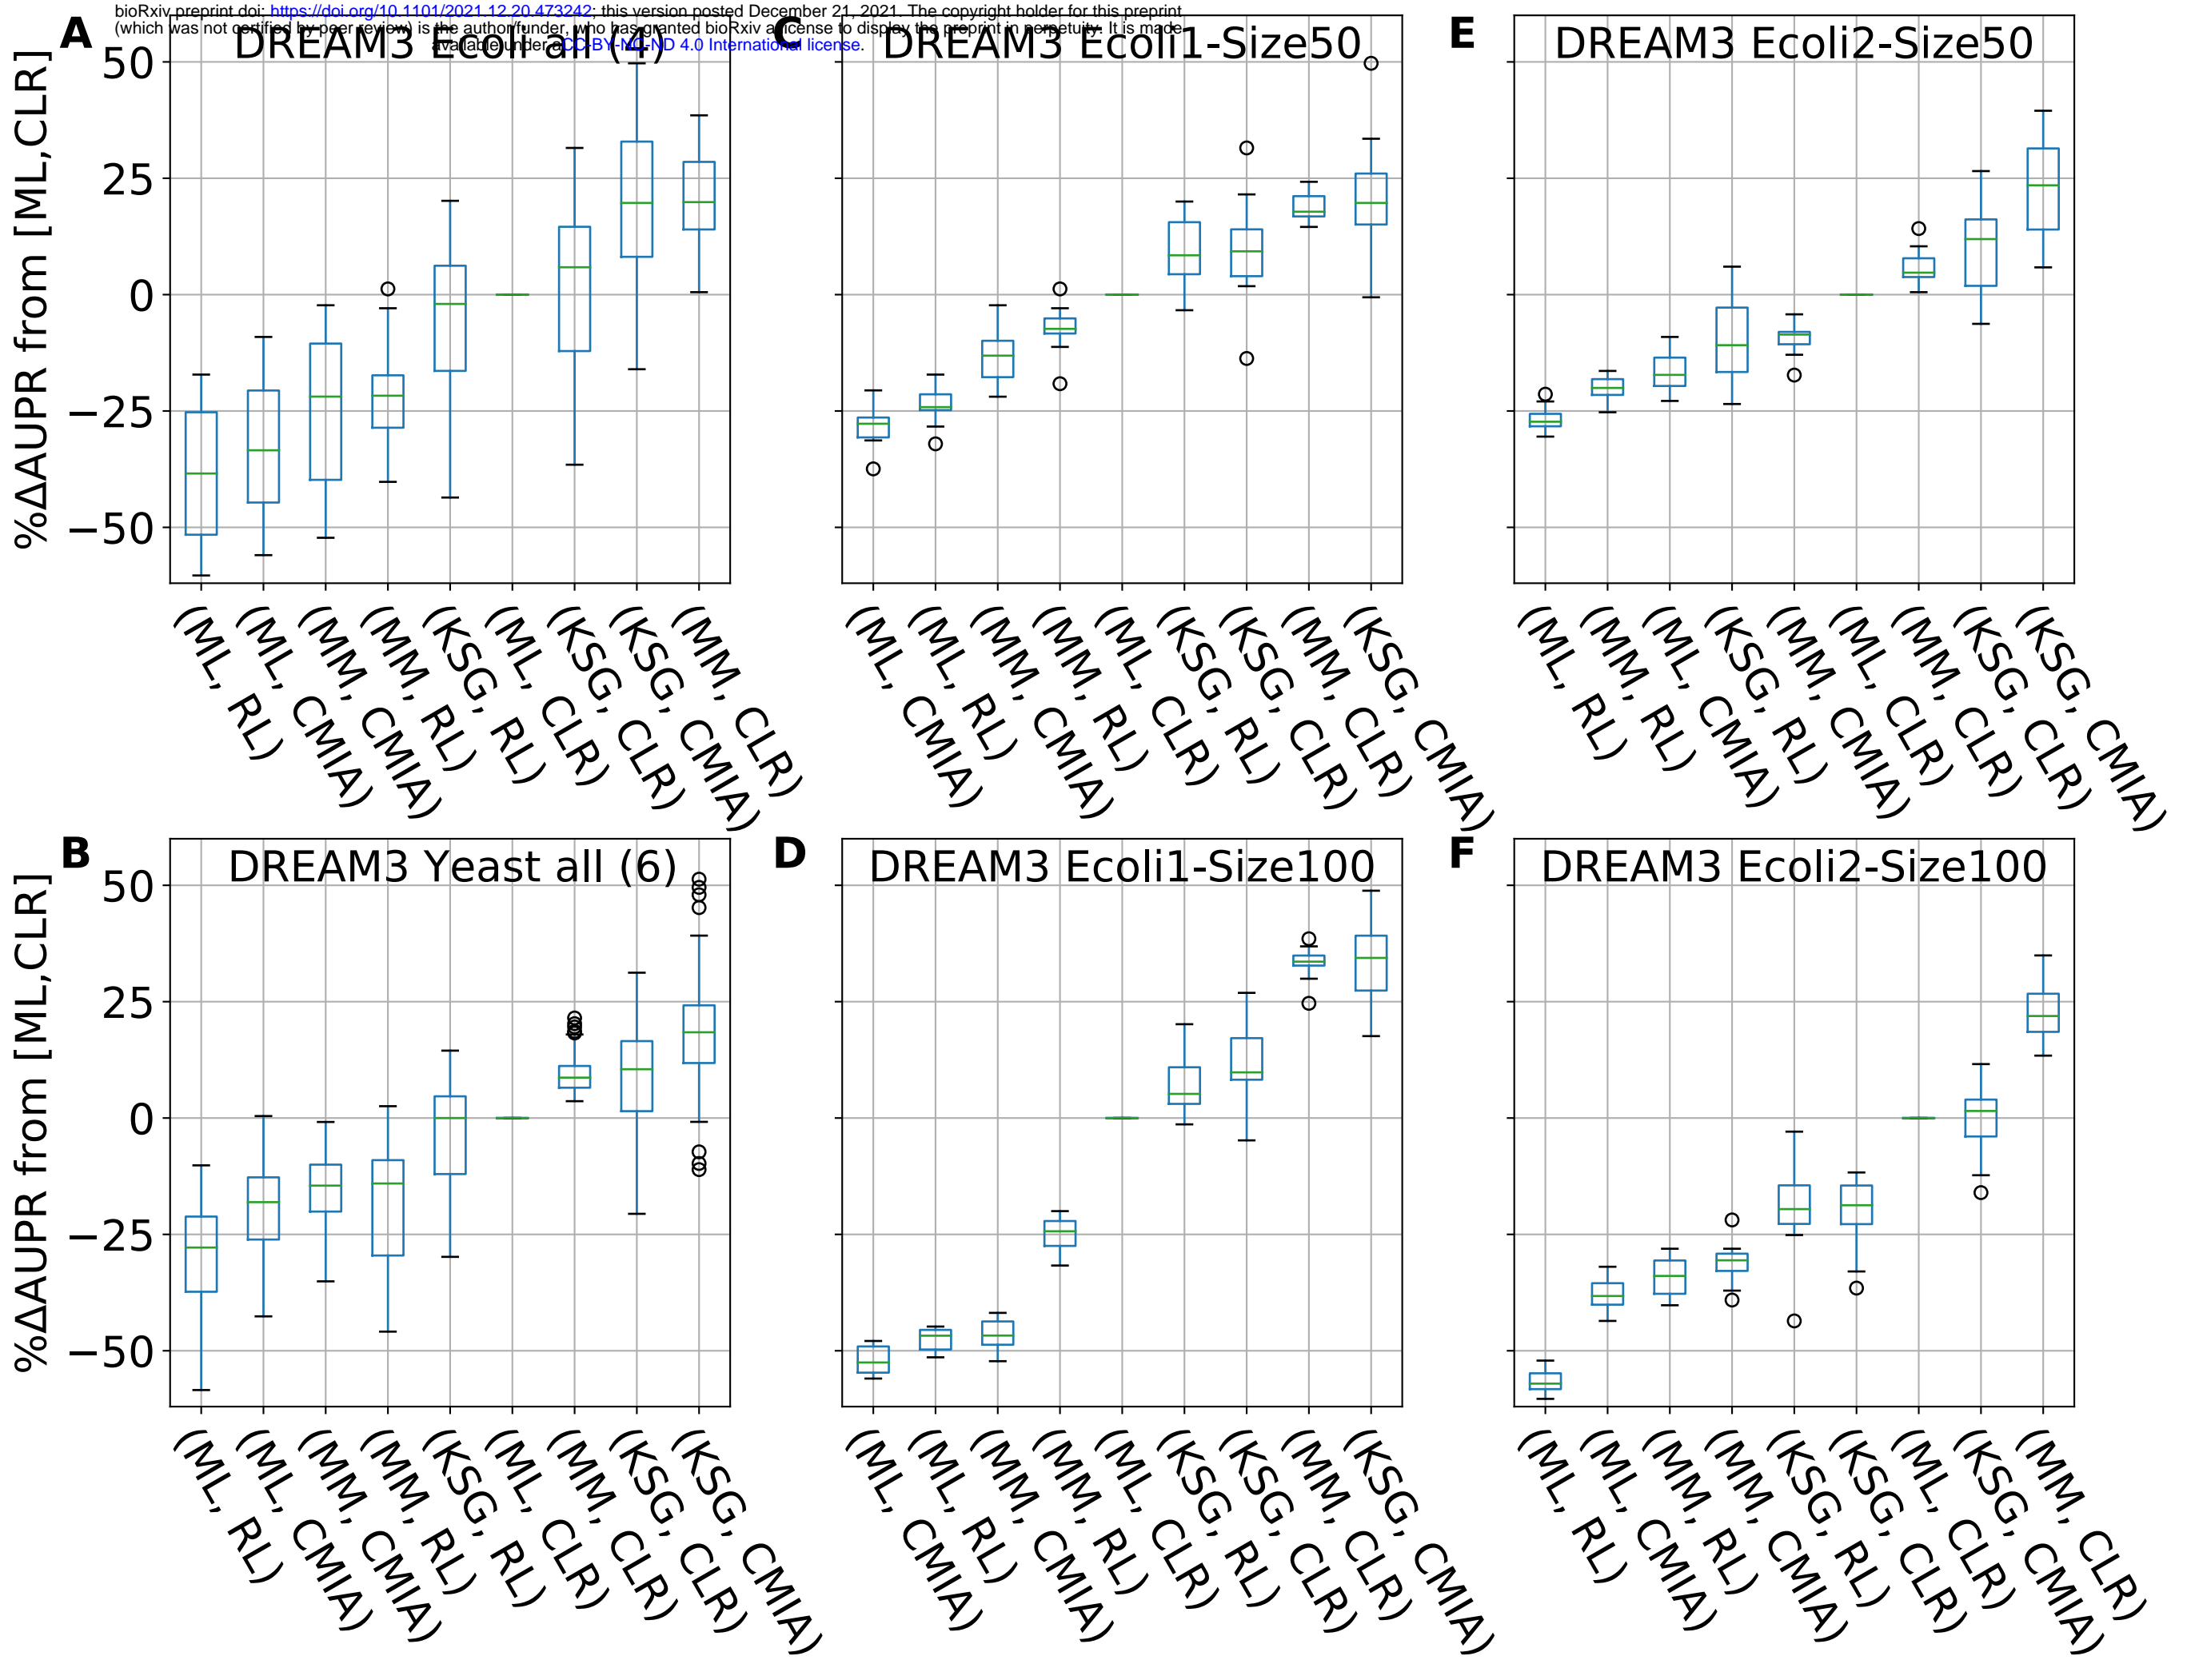 bioRxiv preprint doi: https://doi.org/10.1101/2021.12.20.473242; this version posted December 21, 2021. The copyright holder for this preprint
(which was not certified by peer review) is the author/funder, who has granted bioRxiv a license to display the preprint in perpetuity. It is made
available under aCC-BY-NC-ND 4.0 International license.
A
DREAM3 Ecoli all (4)
%ΔAUPR from [ML,CLR]
50
25
0
−25
−50
(ML, RL)
(ML, CMIA)
(MM, CMIA)
(MM, RL)
(KSG, RL)
(ML, CLR)
(KSG, CLR)
(KSG, CMIA)
(MM, CLR)
C
DREAM3 Ecoli1-Size50
(ML, CMIA)
(ML, RL)
(MM, CMIA)
(MM, RL)
(ML, CLR)
(KSG, RL)
(KSG, CLR)
(MM, CLR)
(KSG, CMIA)
E
DREAM3 Ecoli2-Size50
(ML, RL)
(MM, RL)
(ML, CMIA)
(KSG, RL)
(MM, CMIA)
(ML, CLR)
(MM, CLR)
(KSG, CLR)
(KSG, CMIA)
B
DREAM3 Yeast all (6)
%ΔAUPR from [ML,CLR]
50
25
0
−25
−50
(ML, RL)
(ML, CMIA)
(MM, CMIA)
(MM, RL)
(KSG, RL)
(ML, CLR)
(MM, CLR)
(KSG, CLR)
(KSG, CMIA)
D
DREAM3 Ecoli1-Size100
(ML, CMIA)
(ML, RL)
(MM, CMIA)
(MM, RL)
(ML, CLR)
(KSG, RL)
(KSG, CLR)
(MM, CLR)
(KSG, CMIA)
F
DREAM3 Ecoli2-Size100
(ML, RL)
(ML, CMIA)
(MM, RL)
(MM, CMIA)
(KSG, RL)
(KSG, CLR)
(ML, CLR)
(KSG, CMIA)
(MM, CLR)